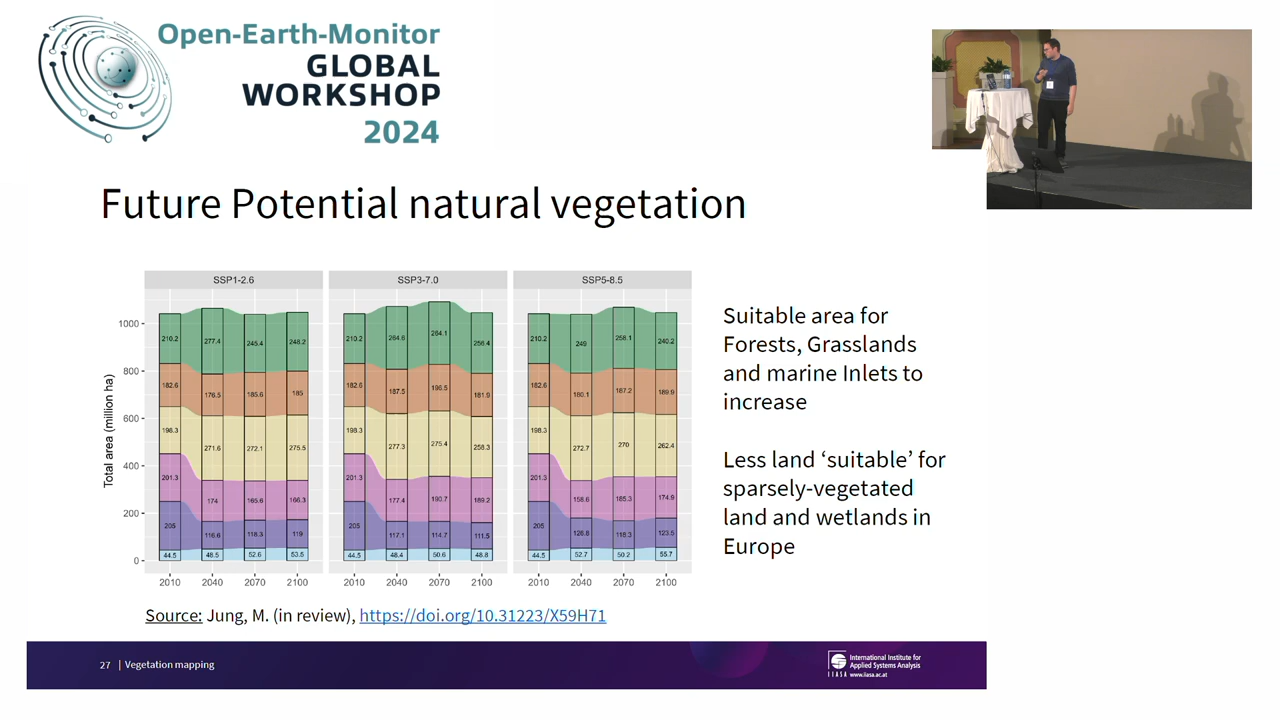 Open-Earth-Monitor
GLOBAL
WORKSHOP
2024
Future Potential natural vegetation
SSP1-2.6 SSP3-7.0 SSP5-8.5
Total area (million ha)
1000
800
600
400
200
0
210.2 277.4 245.4 248.2
182.6 176.5 185.6 185
198.3 271.6 272.1 275.5
201.3 174 165.6 166.3
205 116.6 118.3 119
44.5 48.5 52.6 53.5
210.2 264.6 264.1 256.4
182.6 187.5 196.5 181.9
198.3 277.3 275.4 258.3
201.3 177.4 190.7 189.2
205 117.1 114.7 111.5
44.5 48.4 50.6 48.8
210.2 249 258.1 240.2
182.6 180.1 187.2 189.9
198.3 272.7 270 262.4
201.3 158.6 185.3 174.9
205 128.8 118.3 123.5
44.5 52.7 50.2 55.7
2010 2040 2070 2100 2010 2040 2070 2100 2010 2040 2070 2100
Suitable area for
Forests, Grasslands
and marine Inlets to
increase
Less land ‘suitable’ for
sparsely-vegetated
land and wetlands in
Europe
Source: Jung, M. (in review), https://doi.org/10.31223/X59H71
27 | Vegetation mapping
International Institute for
Applied Systems Analysis
IIASA www.iiasa.ac.at